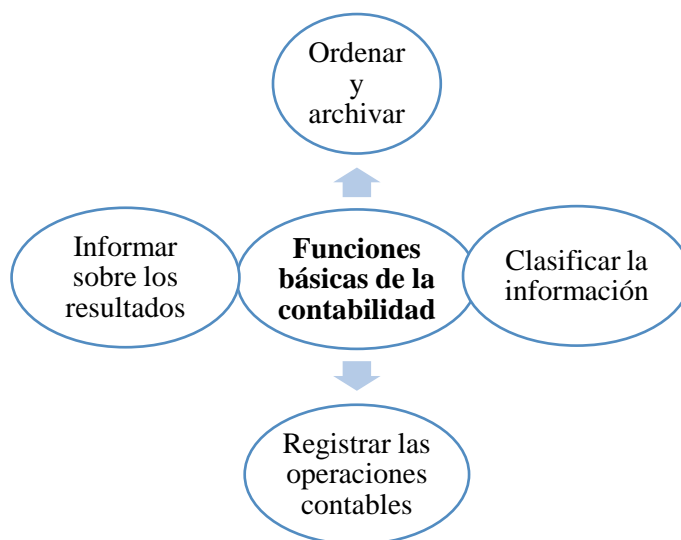 Ordenar
y
archivar
Informar
sobre los
resultados
Funciones
básicas de la
contabilidad
Clasificar la
información
Registrar las
operaciones
contables